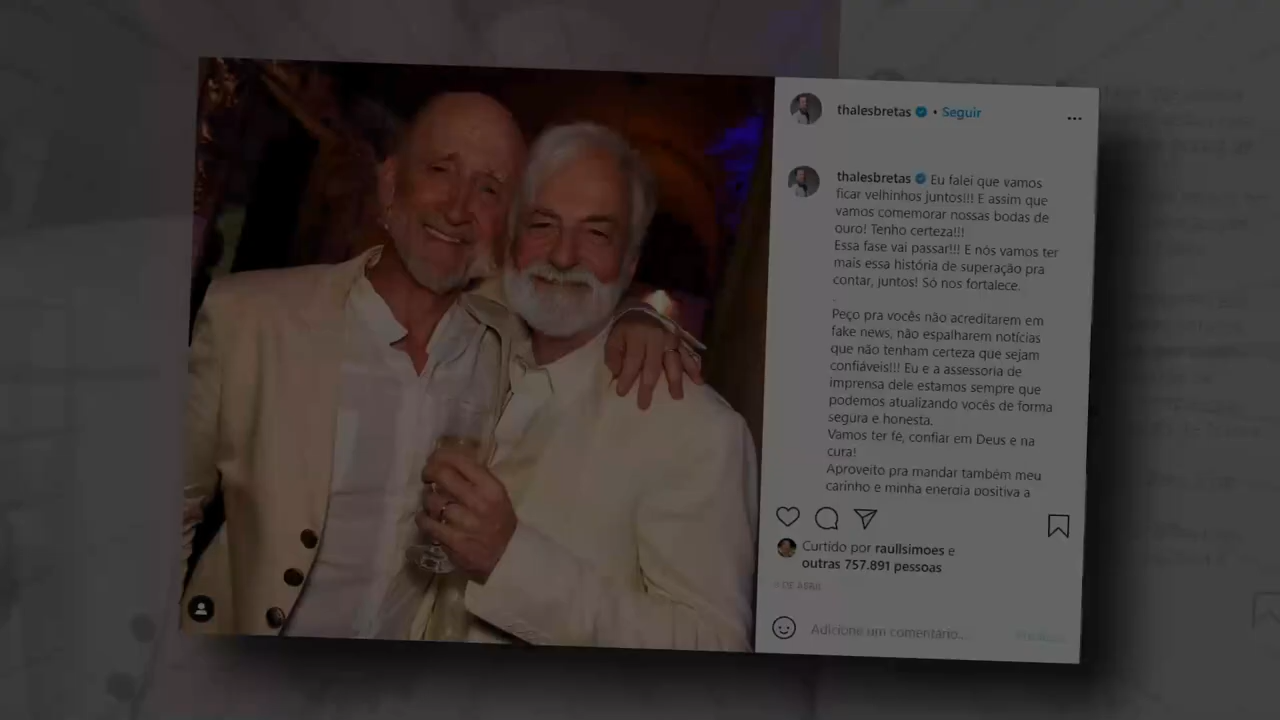 thalesbretas • Seguir
thalesbretas Eu falei que vamos
ficar velhinhos juntos!!! E assim que
vamos comemorar nossas bodas de
ouro! Tenho certeza!!!
Essa fase vai passar!!! E nós vamos ter
mais essa história de superação pra
contar, juntos! Só nos fortalece.
.
Peço pra vocês não acreditarem em
fake news, não espalharem notícias
que não tenham certeza que sejam
confiáveis!!! Eu e a assessoria de
imprensa dele estamos sempre que
podemos atualizando vocês de forma
segura e honesta.
Vamos ter fé, confiar em Deus e na
cura!
Aproveito pra mandar também meu
carinho e minha energia positiva a
Curtido por raullsimoes e
outras 757.891 pessoas
DE ABRIL
Adicione um comentário...